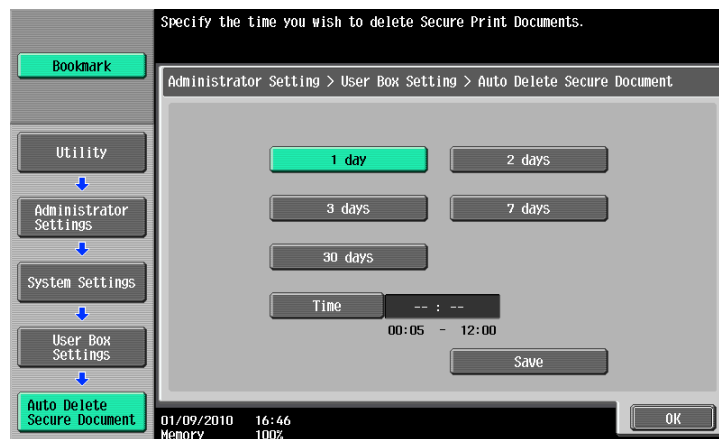 Specify the time you wish to delete Secure Print Documents.
Bookmark
Administrator Setting > User Box Setting > Auto Delete Secure Document
Utility
Administrator
Settings
System Settings
User Box
Settings
Auto Delete
Secure Document
1 day
2 days
3 days
7 days
30 days
Time
-- : --
00:05 - 12:00
Save
01/09/2010 16:46
Memory 100%
OK